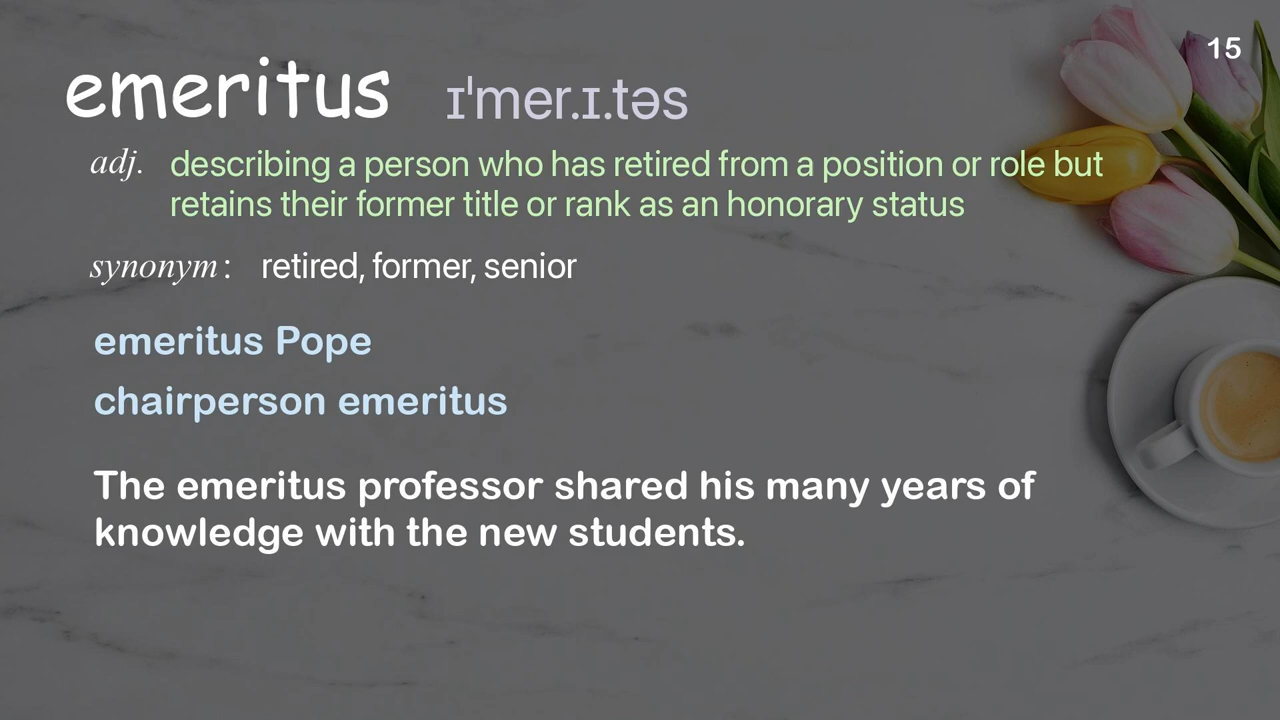 15
emeritus ɪˈmer.ɪ.təs
adj. describing a person who has retired from a position or role but
retains their former title or rank as an honorary status
synonym : retired, former, senior
emeritus Pope
chairperson emeritus
The emeritus professor shared his many years of
knowledge with the new students.